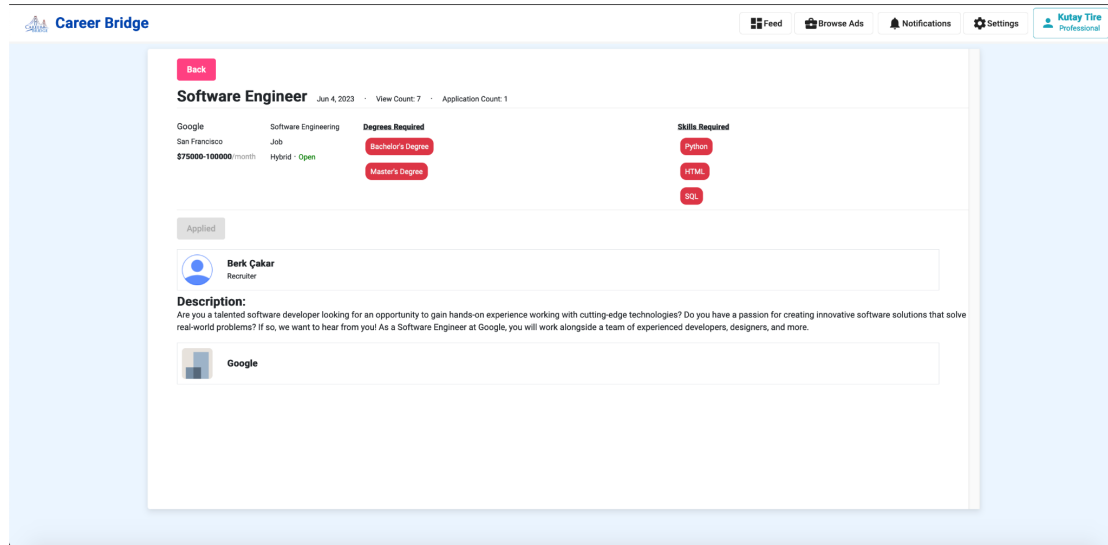 CAREER BRIDGE Career Bridge Feed Browse Ads Notifications Settings Kutay Tire
Professional
Back
Software Engineer Jun 4, 2023 · View Count: 7 · Application Count: 1
Google Software Engineering Degrees Required Skills Required
San Francisco Job Bachelor's Degree Python
$75000-100000/month Hybrid · Open
Master's Degree HTML
SQL
Applied
Berk Çakar
Recruiter
Description:
Are you a talented software developer looking for an opportunity to gain hands-on experience working with cutting-edge technologies? Do you have a passion for creating innovative software solutions that solve
real-world problems? If so, we want to hear from you! As a Software Engineer at Google, you will work alongside a team of experienced developers, designers, and more.
Google